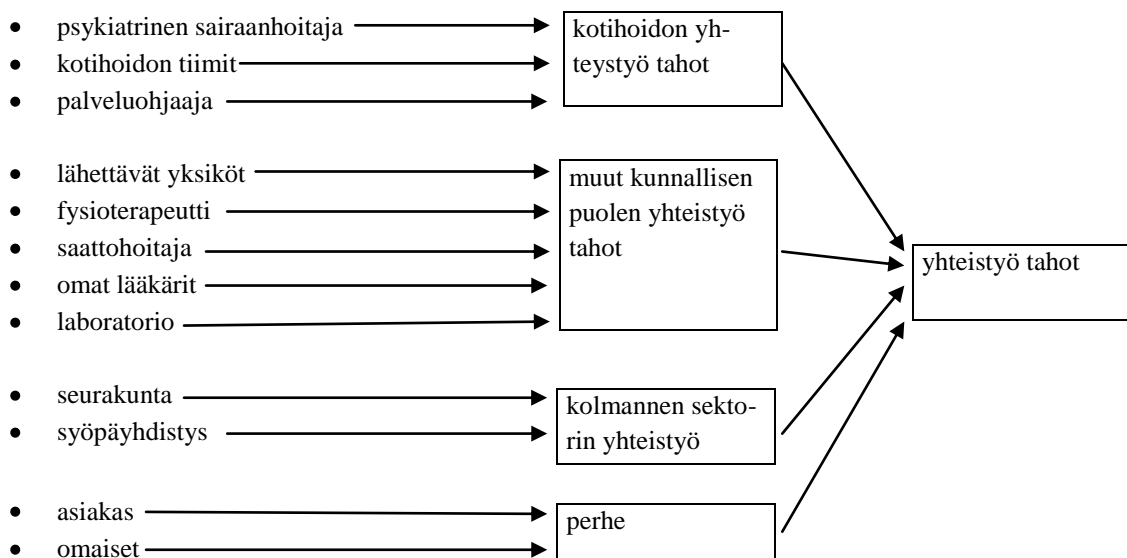 • psykiatrinen sairaanhoitaja
• kotihoidon tiimit
• palveluohjaaja
kotihoidon yh-
teystyö tahot
• lähettävät yksiköt
• fysioterapeutti
• saattohoitaja
• omat lääkärit
• laboratorio
muut kunnallisen
puolen yhteistyö
tahot
• seurakunta
• syöpäyhdistys
kolmannen sekto-
rin yhteistyö
• asiakas
• omaiset
perhe
yhteistyö tahot